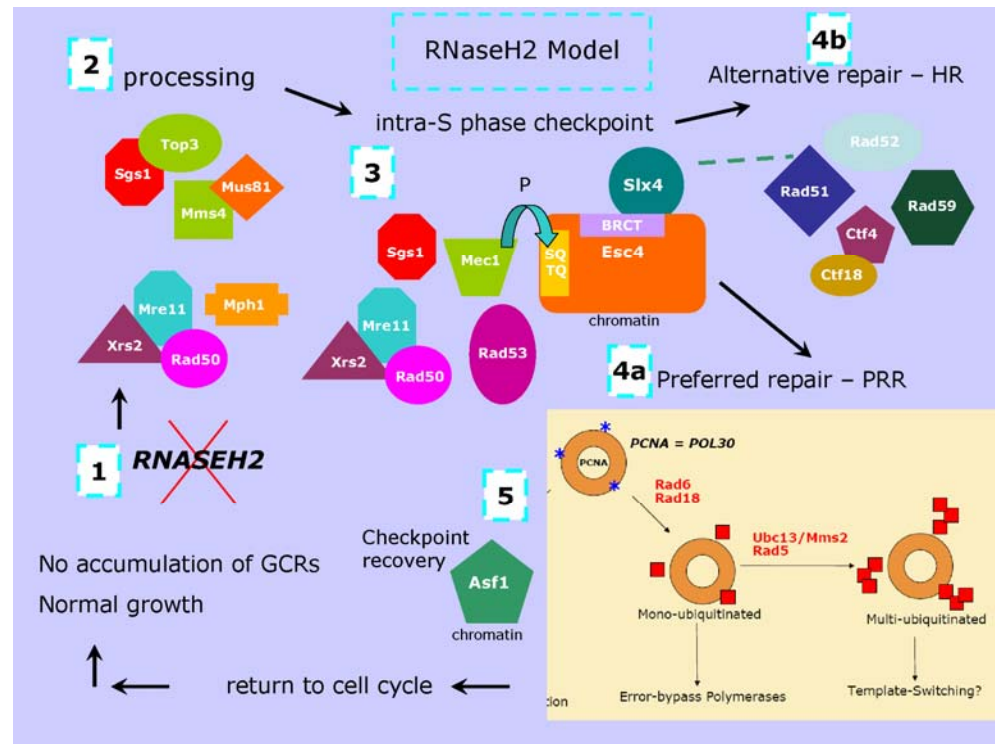 RNaseH2 Model
2
processing
intra-S phase checkpoint
4b
Alternative repair – HR
Top3
Sgs1
Mus81
Mms4
Mre11
Mph1
Xrs2
Rad50
3
Sgs1
Mec1
P
SQ
TQ
BRCT
Esc4
Slx4
chromatin
Mre11
Xrs2
Rad50
Rad53
Rad52
Rad51
Rad59
Ctf4
Ctf18
4a
Preferred repair – PRR
1
RNASEH2
No accumulation of GCRs
Normal growth
5
Checkpoint
recovery
Asf1
chromatin
return to cell cycle
PCNA
PCNA = POL30
Rad6
Rad18
Ubc13/Mms2
Rad5
Mono-ubiquitinated
Multi-ubiquitinated
tion
Error-bypass Polymerases
Template-Switching?